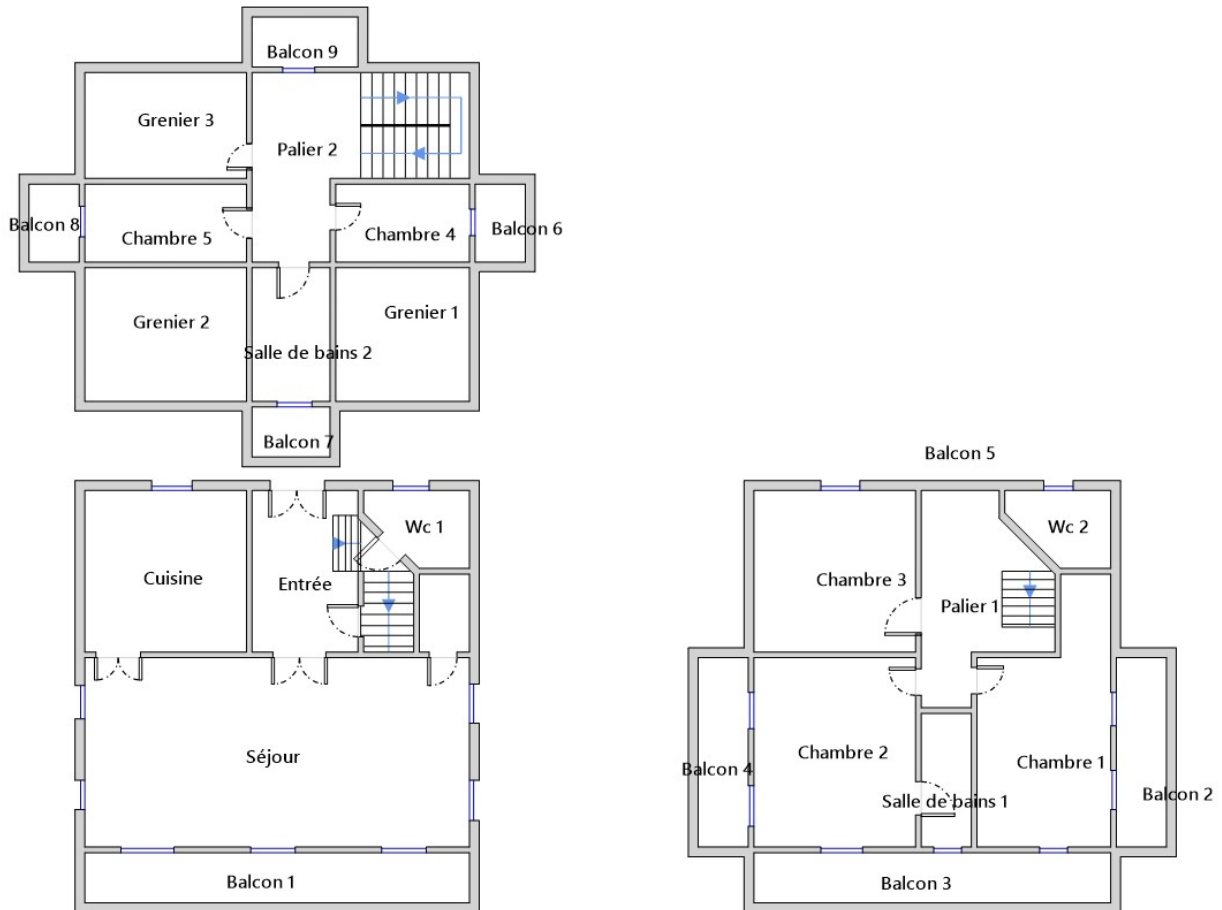 Balcon 9
Grenier 3
Palier 2
Balcon 8
Chambre 5
Chambre 4
Balcon 6
Grenier 2
Grenier 1
Salle de bains 2
Balcon 7
Cuisine
Entrée
Wc 1
Séjour
Balcon 1
Balcon 5
Wc 2
Chambre 3
Palier 1
Chambre 2
Chambre 1
Balcon 4
Salle de bains 1
Balcon 2
Balcon 3